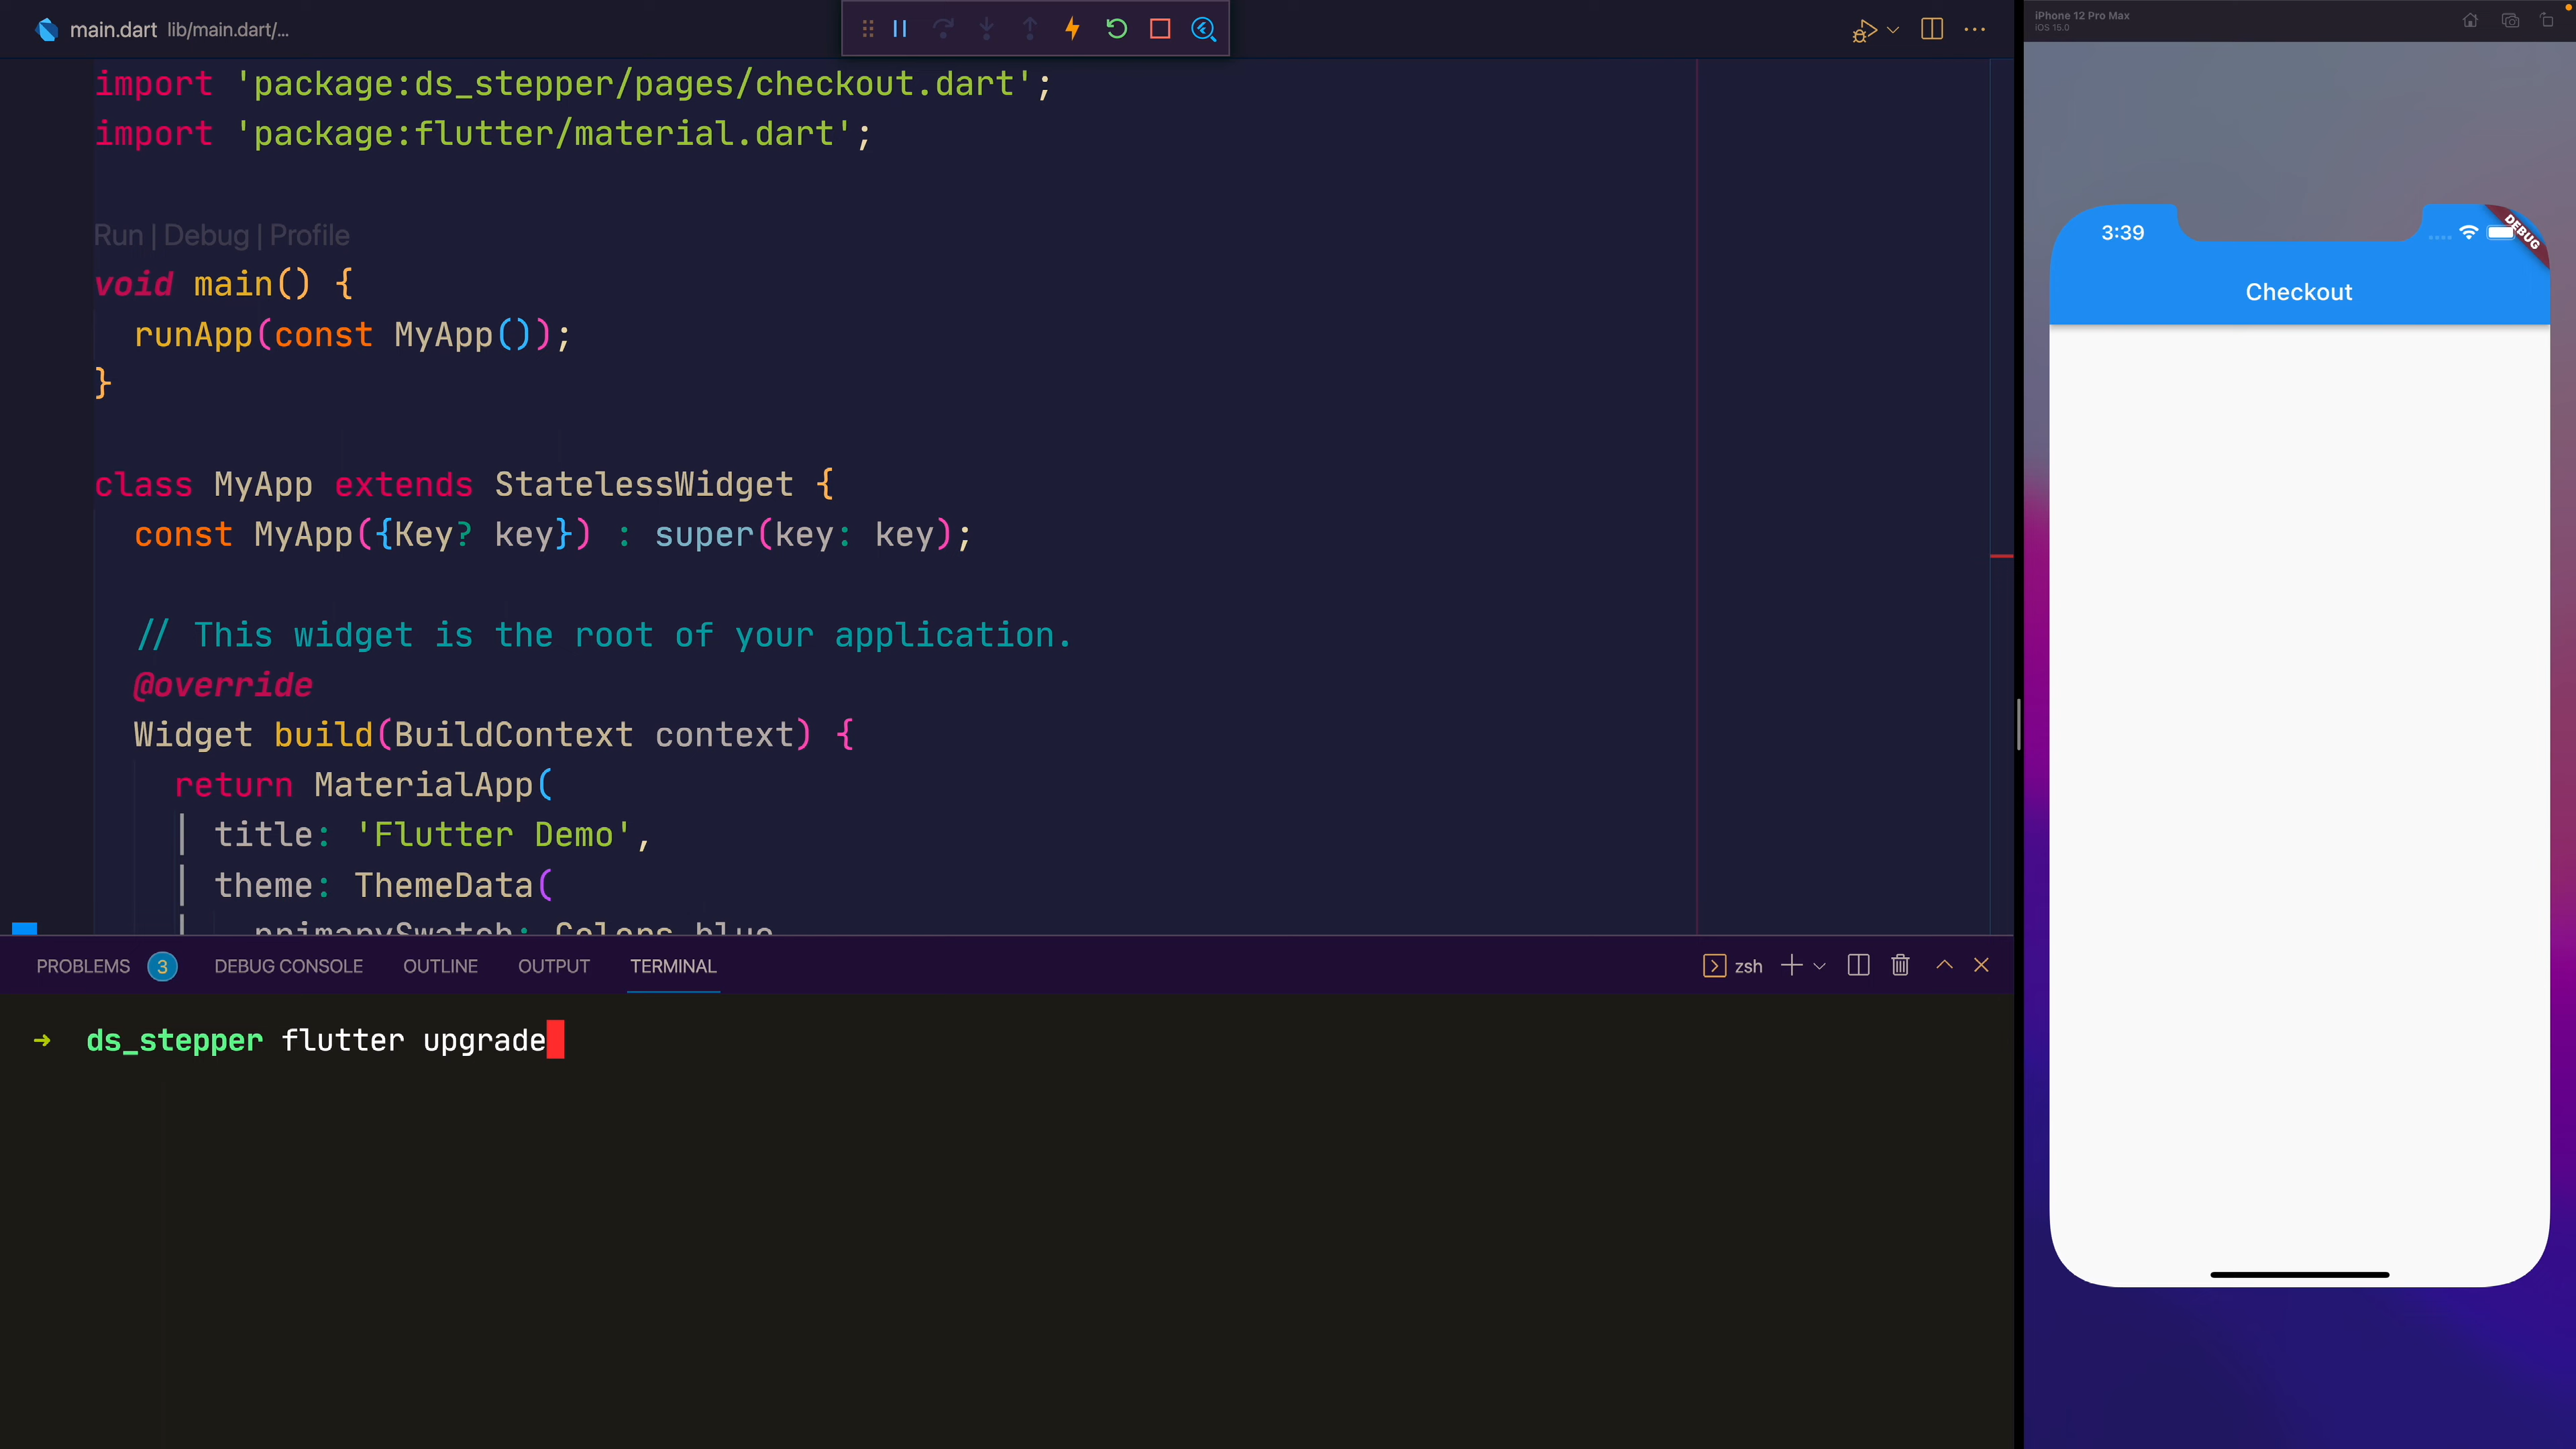 main.dart lib/main.dart/...
import 'package:ds_stepper/pages/checkout.dart';
import 'package:flutter/material.dart';
Run | Debug | Profile
void main() {
runApp(const MyApp());
}
class MyApp extends StatelessWidget {
const MyApp({Key? key}) : super(key: key);
// This widget is the root of your application.
@override
Widget build(BuildContext context) {
return MaterialApp(
title: 'Flutter Demo',
theme: ThemeData(
primarySwatch: Colors.blue
PROBLEMS 3 DEBUG CONSOLE OUTLINE OUTPUT TERMINAL zsh
→ ds_stepper flutter upgrade
iPhone 12 Pro Max
iOS 15.0
3:39
DEBUG
Checkout